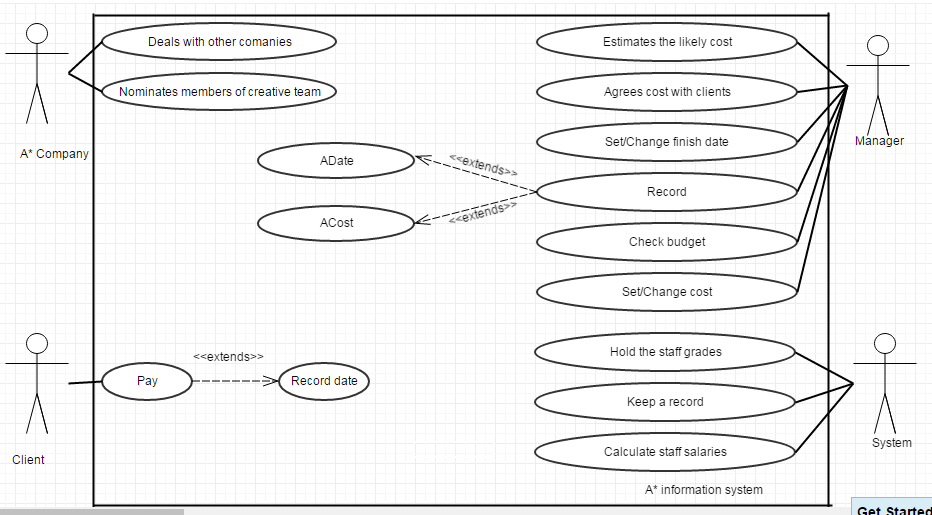 Deals with other comanies
Estimates the likely cost
Nominates members of creative team
Agrees cost with clients
A* Company
Set/Change finish date
Manager
ADate
<<extends>>
Record
ACost
<<extends>>
Check budget
Set/Change cost
Hold the staff grades
<<extends>>
Pay
Record date
Keep a record
Client
Calculate staff salaries
System
A* information system
Get Started